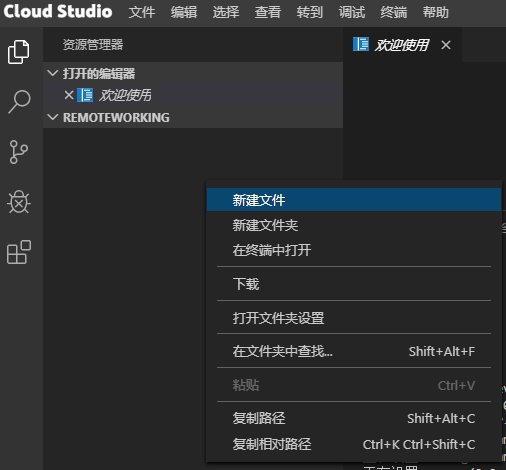 Cloud Studio 文件 编辑 选择 查看 转到 调试 终端 帮助
资源管理器
欢迎使用
打开的编辑器
欢迎使用
REMOTEWORKING
新建文件
新建文件夹
在终端中打开
下载
打开文件夹设置
在文件夹中查找... Shift+Alt+F
粘贴 Ctrl+V
复制路径 Shift+Alt+C
复制相对路径 Ctrl+K Ctrl+Shift+C